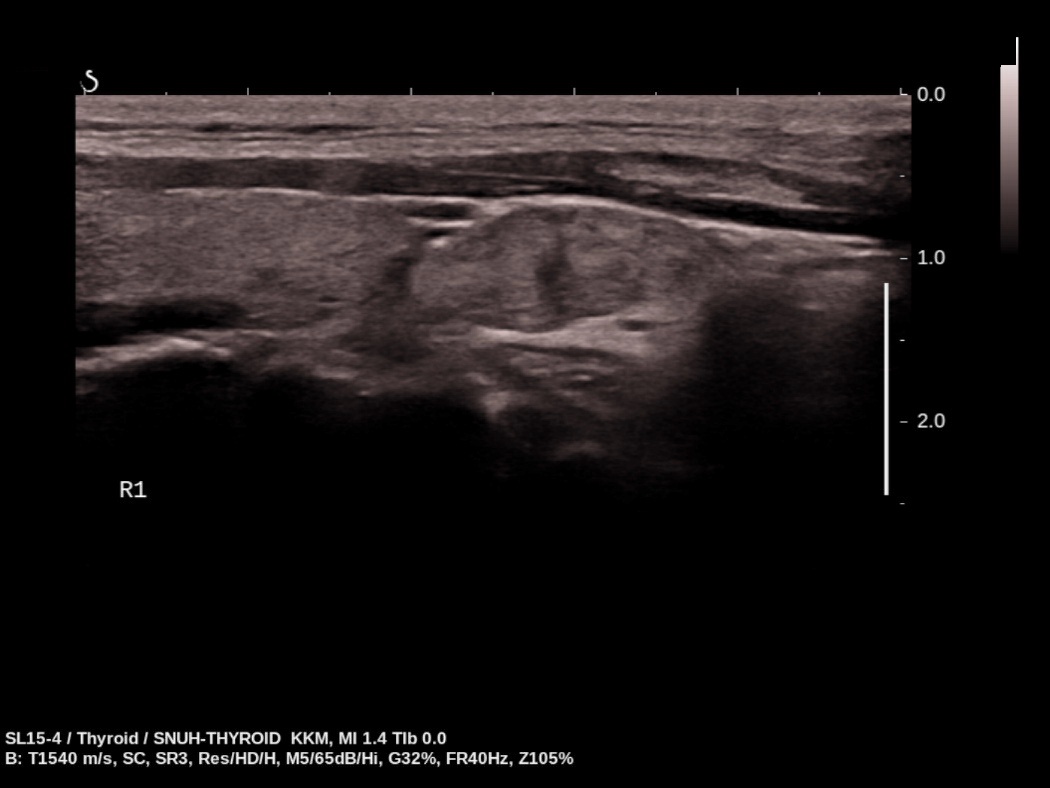 0.0
1.0
2.0
R1
SL15-4 / Thyroid / SNUH-THYROID  KKM, MI 1.4 TIb 0.0
B: T1540 m/s, SC, SR3, Res/HD/H, M5/65dB/Hi, G32%, FR40Hz, Z105%